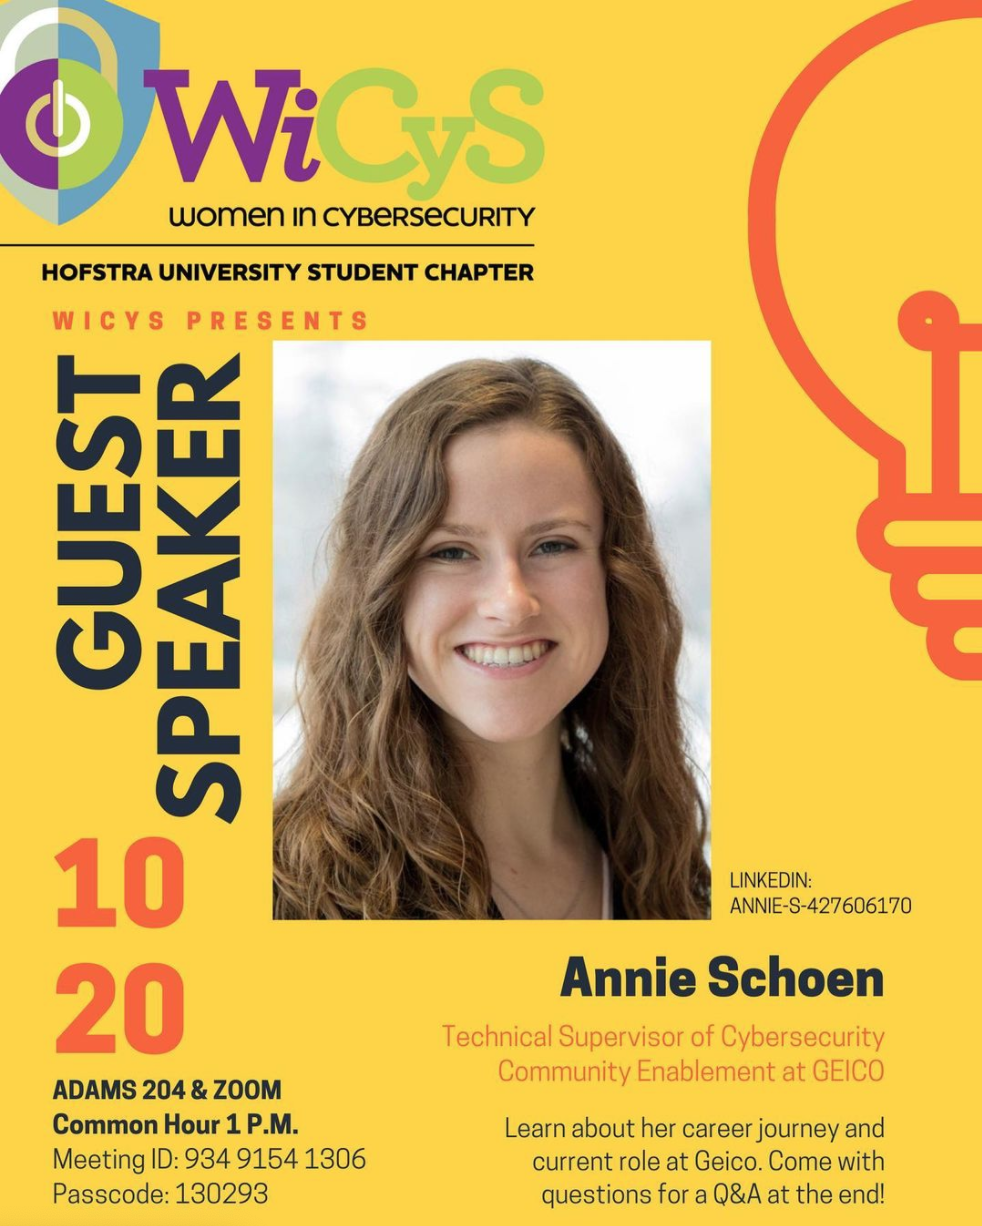 WiCyS
women in cybersecurity
HOFSTRA UNIVERSITY STUDENT CHAPTER
WICYS PRESENTS
GUEST
SPEAKER
10
20
ADAMS 204 & ZOOM
Common Hour 1 P.M.
Meeting ID: 934 9154 1306
Passcode: 130293
LINKEDIN:
ANNIE-S-427606170
Annie Schoen
Technical Supervisor of Cybersecurity
Community Enablement at GEICO
Learn about her career journey and
current role at Geico. Come with
questions for a Q&A at the end!